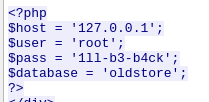 <?php
$host = '127.0.0.1';
$user = 'root';
$pass = '1ll-b3-b4ck';
$database = 'oldstore';
?>
</div>